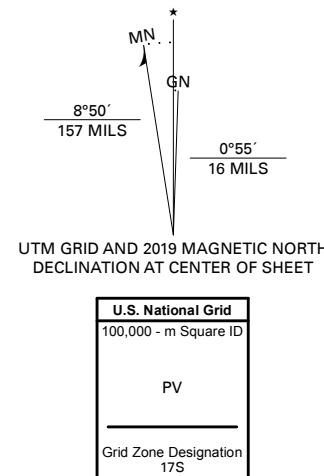 ★
MN
GN
8°50´
157 MILS
0°55´
16 MILS
UTM GRID AND 2019 MAGNETIC NORTH
DECLINATION AT CENTER OF SHEET
U.S. National Grid
100,000 - m Square ID
PV
Grid Zone Designation
17S